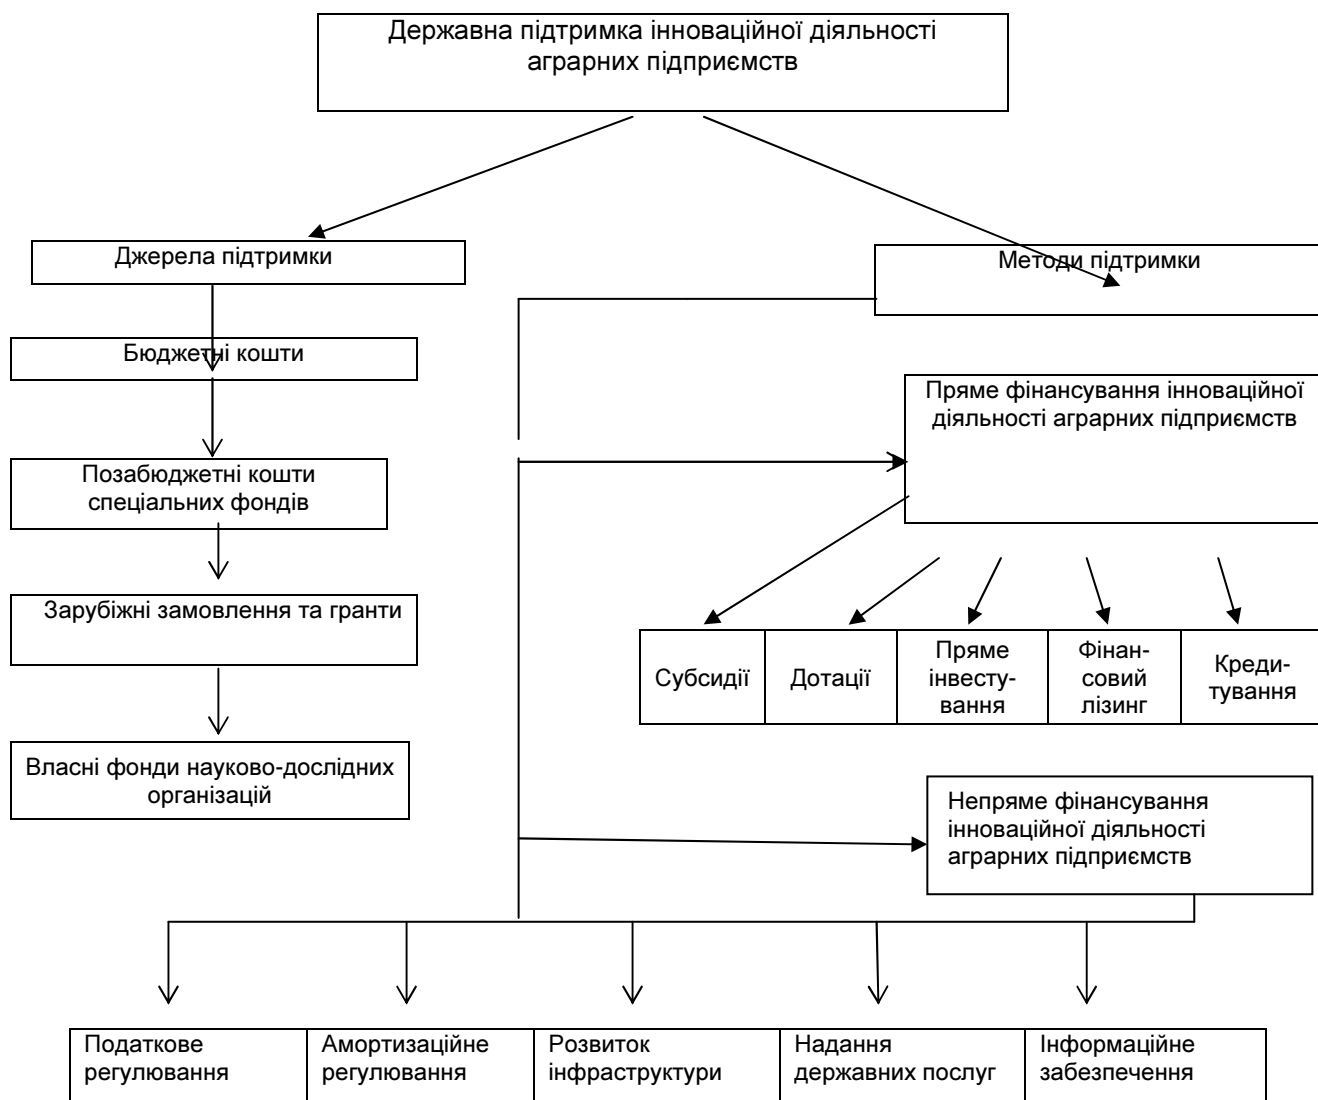 Державна підтримка інноваційної діяльності
аграрних підприємств
Джерела підтримки
Методи підтримки
Бюджетні кошти
Пряме фінансування інноваційної
діяльності аграрних підприємств
Позабюджетні кошти
спеціальних фондів
Зарубіжні замовлення та гранти
Субсидії
Дотації
Пряме
інвесту-
вання
Фінан-
совий
лізинг
Креди-
тування
Власні фонди науково-дослідних
організацій
Непряме фінансування
інноваційної діяльності
аграрних підприємств
Податкове
регулювання
Амортизаційне
регулювання
Розвиток
інфраструктури
Надання
державних послуг
Інформаційне
забезпечення